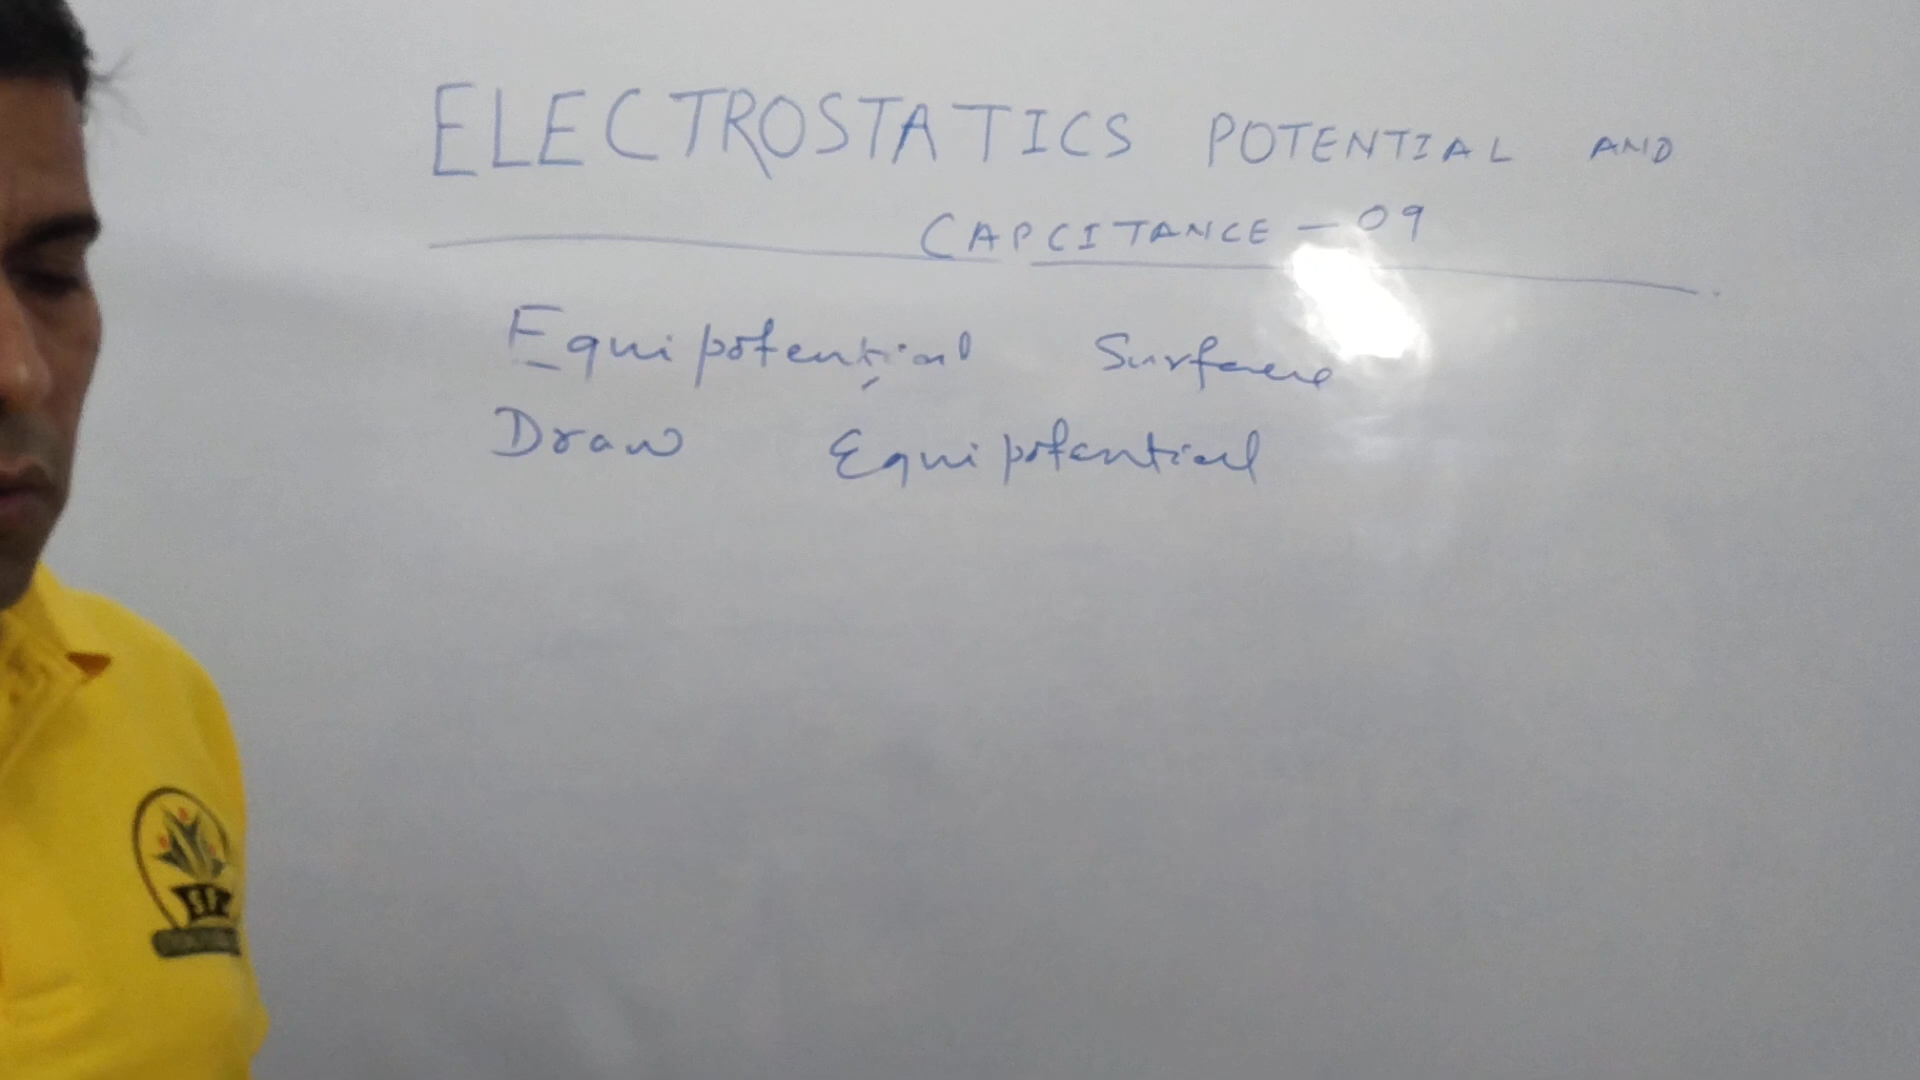 ELECTROSTATICS POTENTIAL AND
CAPCITANCE - 09
Equipotential Surface
Draw Equipotential